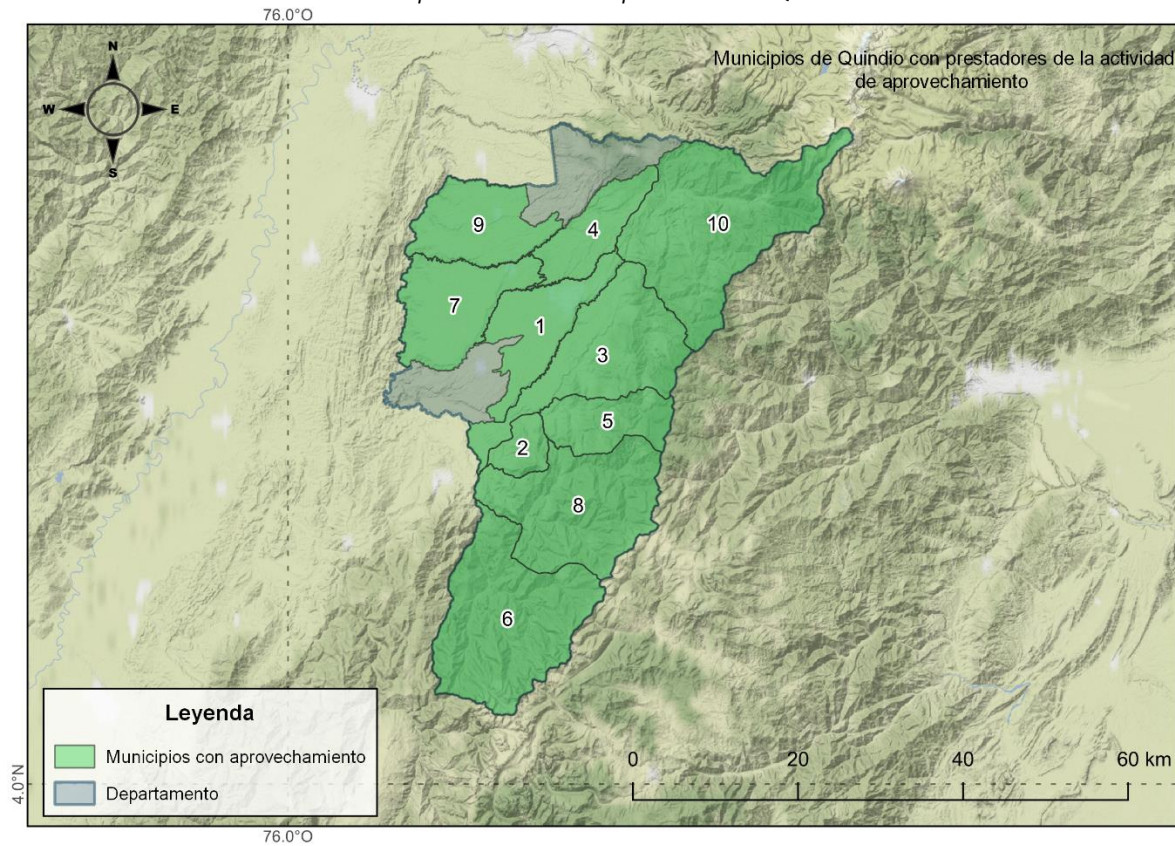 76.0°O
N
W
E
S
Municipios de Quindio con prestadores de la actividad
de aprovechamiento
9
4
10
7
1
3
5
2
8
6
Leyenda
Municipios con aprovechamiento
Departamento
0
20
40
60 km
4.0°N
76.0°O